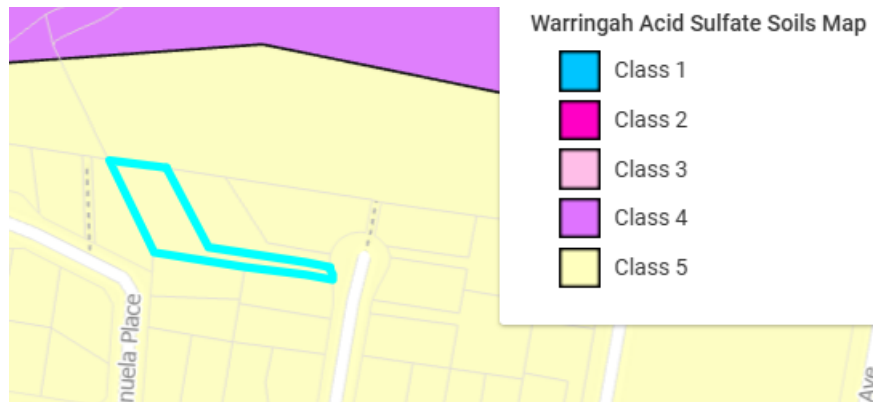 Warringah Acid Sulfate Soils Map
Class 1
Class 2
Class 3
Class 4
Class 5
nuela Place
Ave